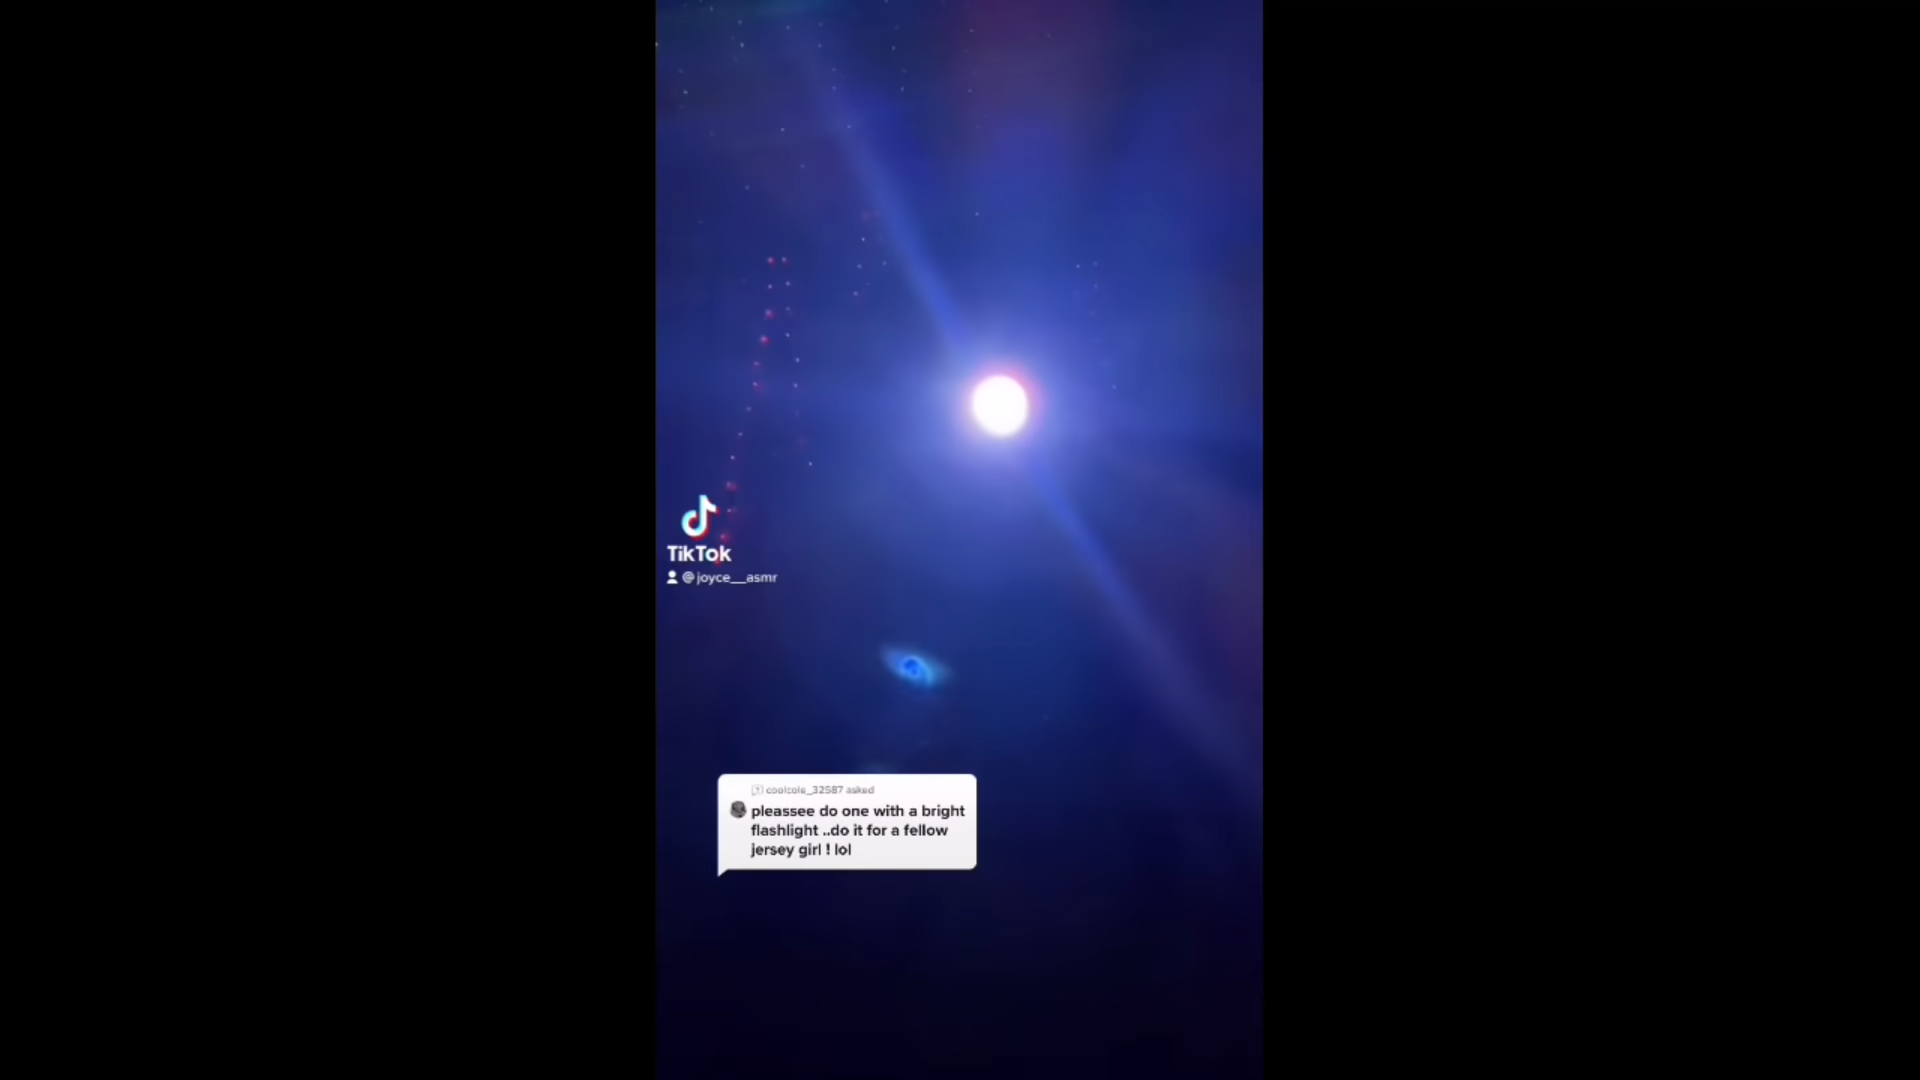 TikTok
@joyce__asmr
coolcole_32587 asked
pleassee do one with a bright
flashlight ..do it for a fellow
jersey girl ! lol